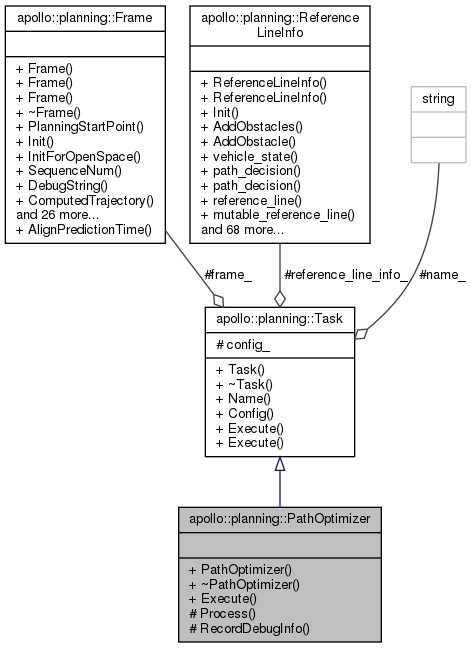 apollo::planning::Frame
+ Frame()
+ Frame()
+ Frame()
+ ~Frame()
+ PlanningStartPoint()
+ Init()
+ InitForOpenSpace()
+ SequenceNum()
+ DebugString()
+ ComputedTrajectory()
and 26 more...
+ AlignPredictionTime()
apollo::planning::Reference
LineInfo
+ ReferenceLineInfo()
+ ReferenceLineInfo()
+ Init()
+ AddObstacles()
+ AddObstacle()
+ vehicle_state()
+ path_decision()
+ path_decision()
+ reference_line()
+ mutable_reference_line()
and 68 more...
string
#frame_
#reference_line_info_
#name_
apollo::planning::Task
# config_
+ Task()
+ ~Task()
+ Name()
+ Config()
+ Execute()
+ Execute()
apollo::planning::PathOptimizer
+ PathOptimizer()
+ ~PathOptimizer()
+ Execute()
# Process()
# RecordDebugInfo()